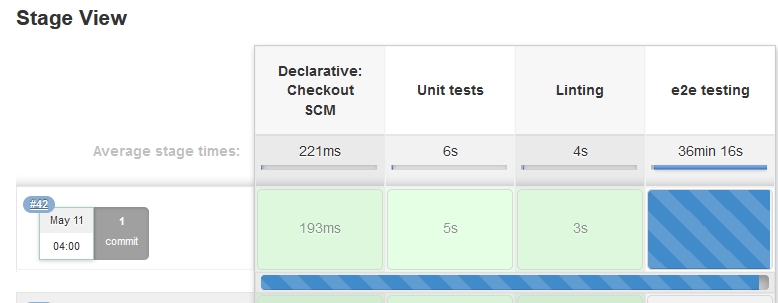 Stage View
Declarative:
Checkout
SCM
Unit tests
Linting
e2e testing
Average stage times:
221ms
6s
4s
36min 16s
#42
May 11
04:00
1
commit
193ms
5s
3s